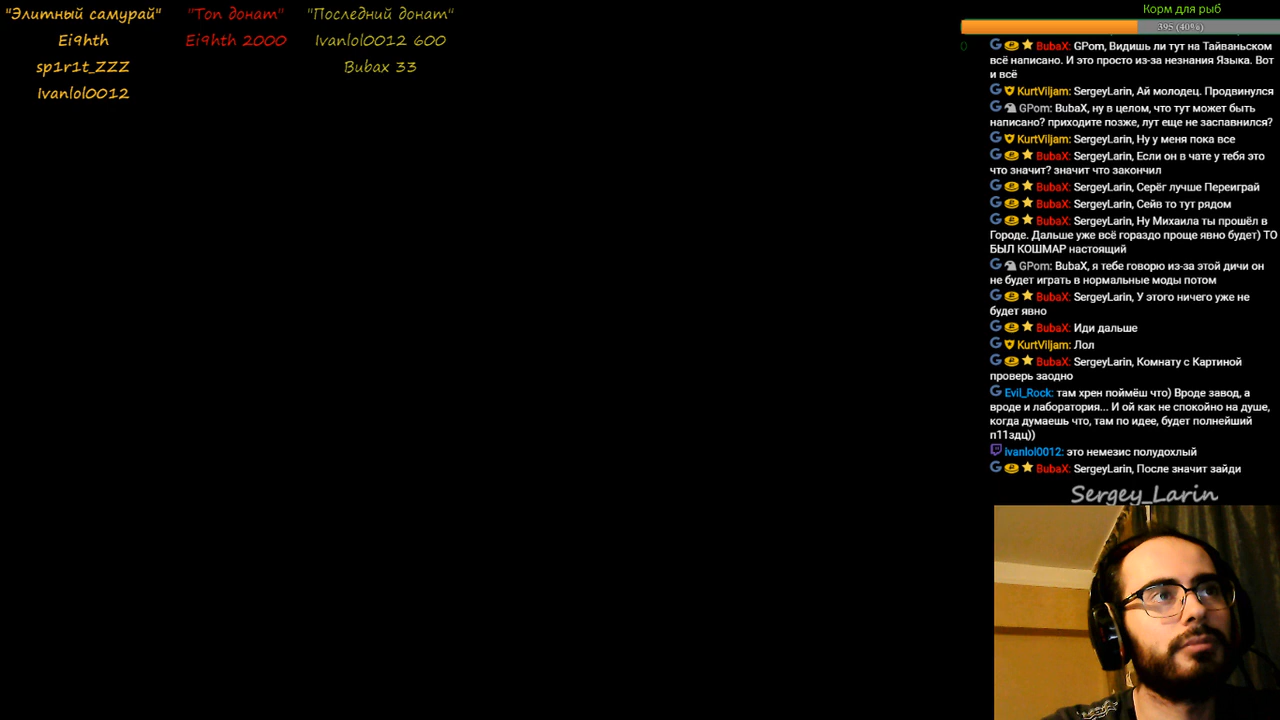 "Элитный самурай"
Ei9hth
sp1r1t_ZZZ
Ivanlol0012
"Топ донат"
Ei9hth 2000
"Последний донат"
Ivanlol0012 600
Bubax 33
Корм для рыб
395 (40%)
0
BubaX: GPom, Видишь ли тут на Тайваньском
всё написано. И это просто из-за незнания Языка. Вот
и всё
KurtViljam: SergeyLarin, Ай молодец. Продвинулся
GPom: BubaX, ну в целом, что тут может быть
написано? приходите позже, лут еще не заспавнился?
KurtViljam: SergeyLarin, Ну у меня пока все
BubaX: SergeyLarin, Если он в чате у тебя это
что значит? значит что закончил
BubaX: SergeyLarin, Серёг лучше Переиграй
BubaX: SergeyLarin, Сейв то тут рядом
BubaX: SergeyLarin, Ну Михаила ты прошёл в
Городе. Дальше уже всё гораздо проще явно будет) ТО
БЫЛ КОШМАР настоящий
GPom: BubaX, я тебе говорю из-за этой дичи он
не будет играть в нормальные моды потом
BubaX: SergeyLarin, У этого ничего уже не
будет явно
BubaX: Иди дальше
KurtViljam: Лол
BubaX: SergeyLarin, Комнату с Картиной
проверь заодно
Evil_Rock: там хрен поймёш что) Вроде завод, а
вроде и лаборатория... И ой как не спокойно на душе,
когда думаешь что, там по идее, будет полнейший
п11здц))
ivanlol0012: это немезис полудохлый
BubaX: SergeyLarin, После значит зайди
Sergey_Larin